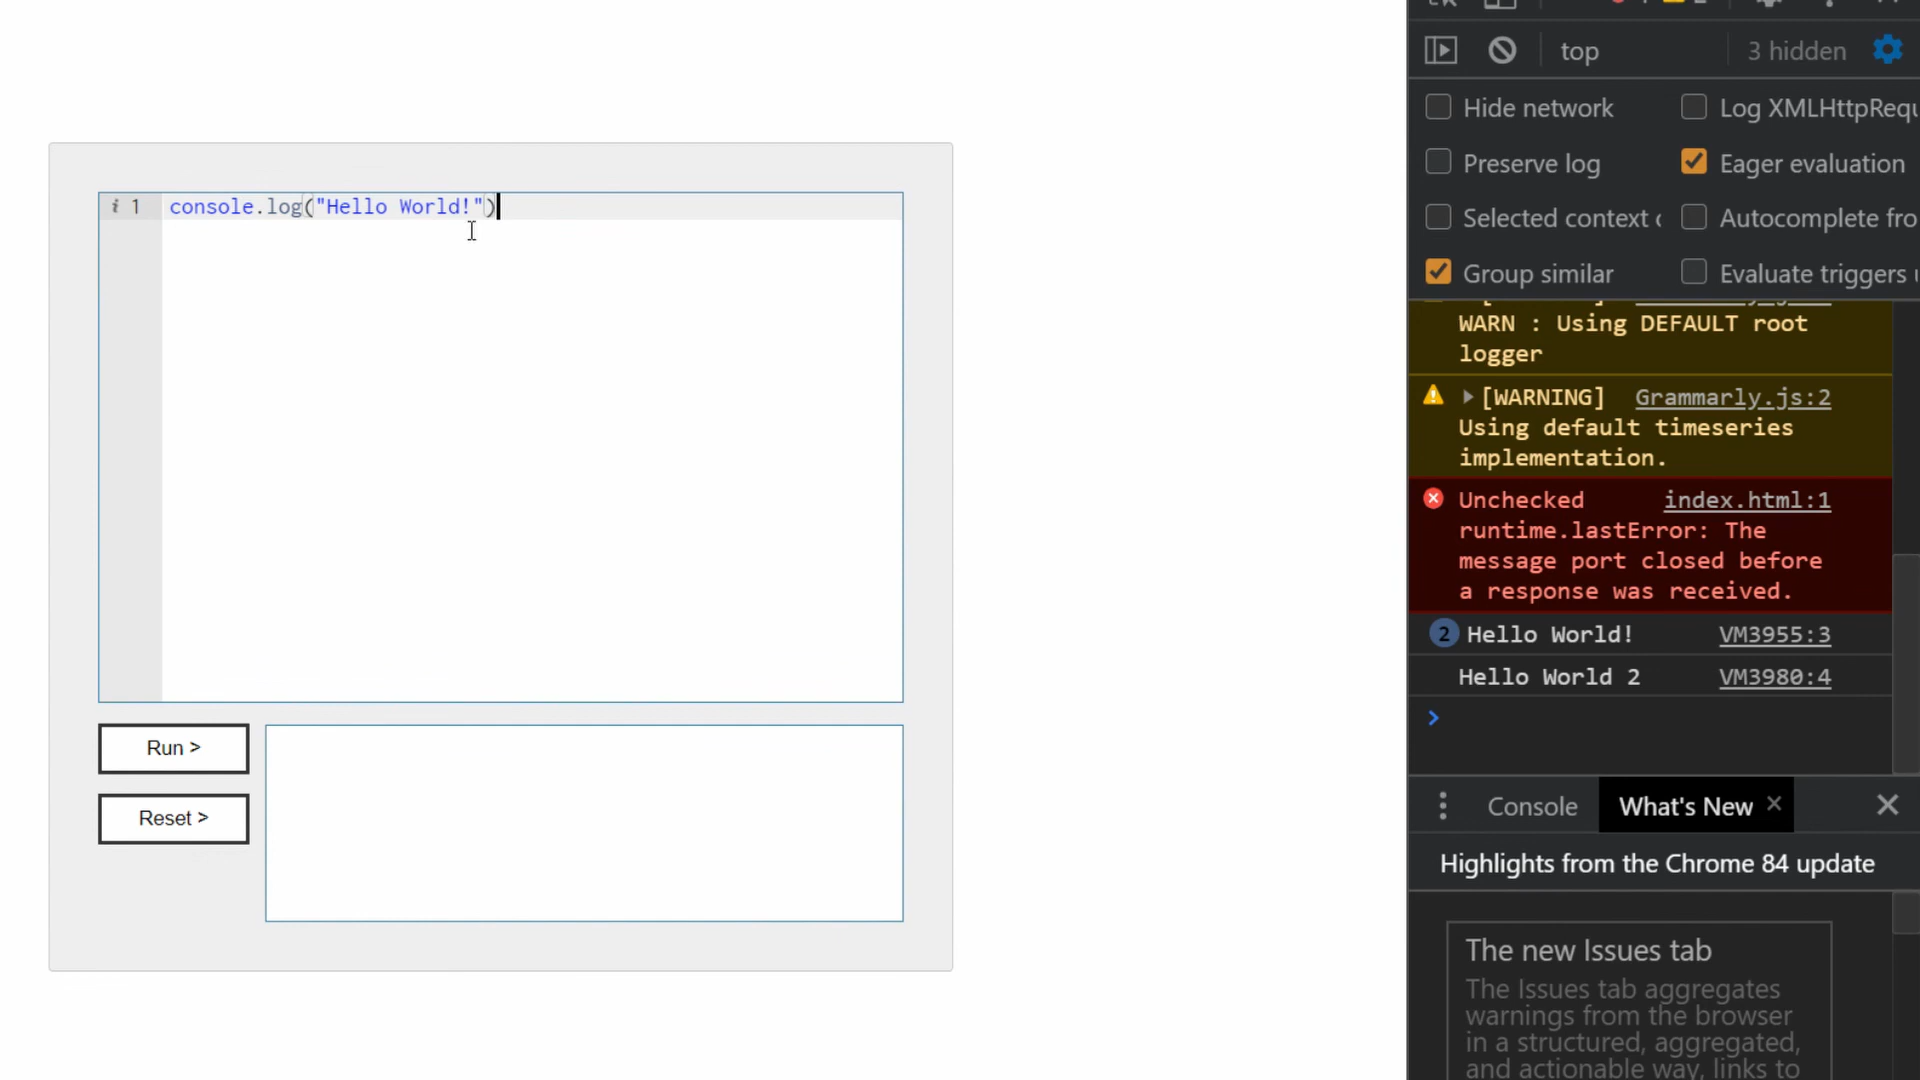 i 1 console.log("Hello World!")
Run >
Reset >
top 3 hidden
Hide network
Log XMLHttpRequ
Preserve log
Eager evaluation
Selected context
Autocomplete fro
Group similar
Evaluate triggers
WARN : Using DEFAULT root
logger
[WARNING] Grammarly.js:2
Using default timeseries
implementation.
Unchecked index.html:1
runtime.lastError: The
message port closed before
a response was received.
2 Hello World! VM3955:3
Hello World 2 VM3980:4
>
Console What's New ×
Highlights from the Chrome 84 update
The new Issues tab
The Issues tab aggregates
warnings from the browser
in a structured, aggregated,
and actionable way, links to